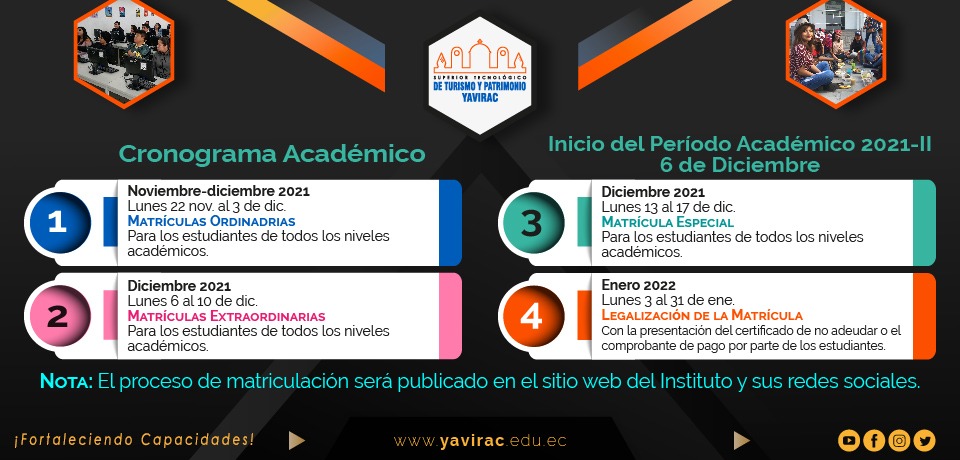 SUPERIOR TECNOLÓGICO
DE TURISMO Y PATRIMONIO
YAVIRAC
Cronograma Académico
Inicio del Período Académico 2021-II
6 de Diciembre
1
Noviembre-diciembre 2021
Lunes 22 nov. al 3 de dic.
MATRÍCULAS ORDINADRIAS
Para los estudiantes de todos los niveles
académicos.
2
Diciembre 2021
Lunes 6 al 10 de dic.
MATRÍCULAS EXTRAORDINARIAS
Para los estudiantes de todos los niveles
académicos.
3
Diciembre 2021
Lunes 13 al 17 de dic.
MATRÍCULA ESPECIAL
Para los estudiantes de todos los niveles
académicos.
4
Enero 2022
Lunes 3 al 31 de ene.
LEGALIZACIÓN DE LA MATRÍCULA
Con la presentación del certificado de no adeudar o el
comprobante de pago por parte de los estudiantes.
NOTA: El proceso de matriculación será publicado en el sitio web del Instituto y sus redes sociales.
¡Fortaleciendo Capacidades!
www.yavirac.edu.ec